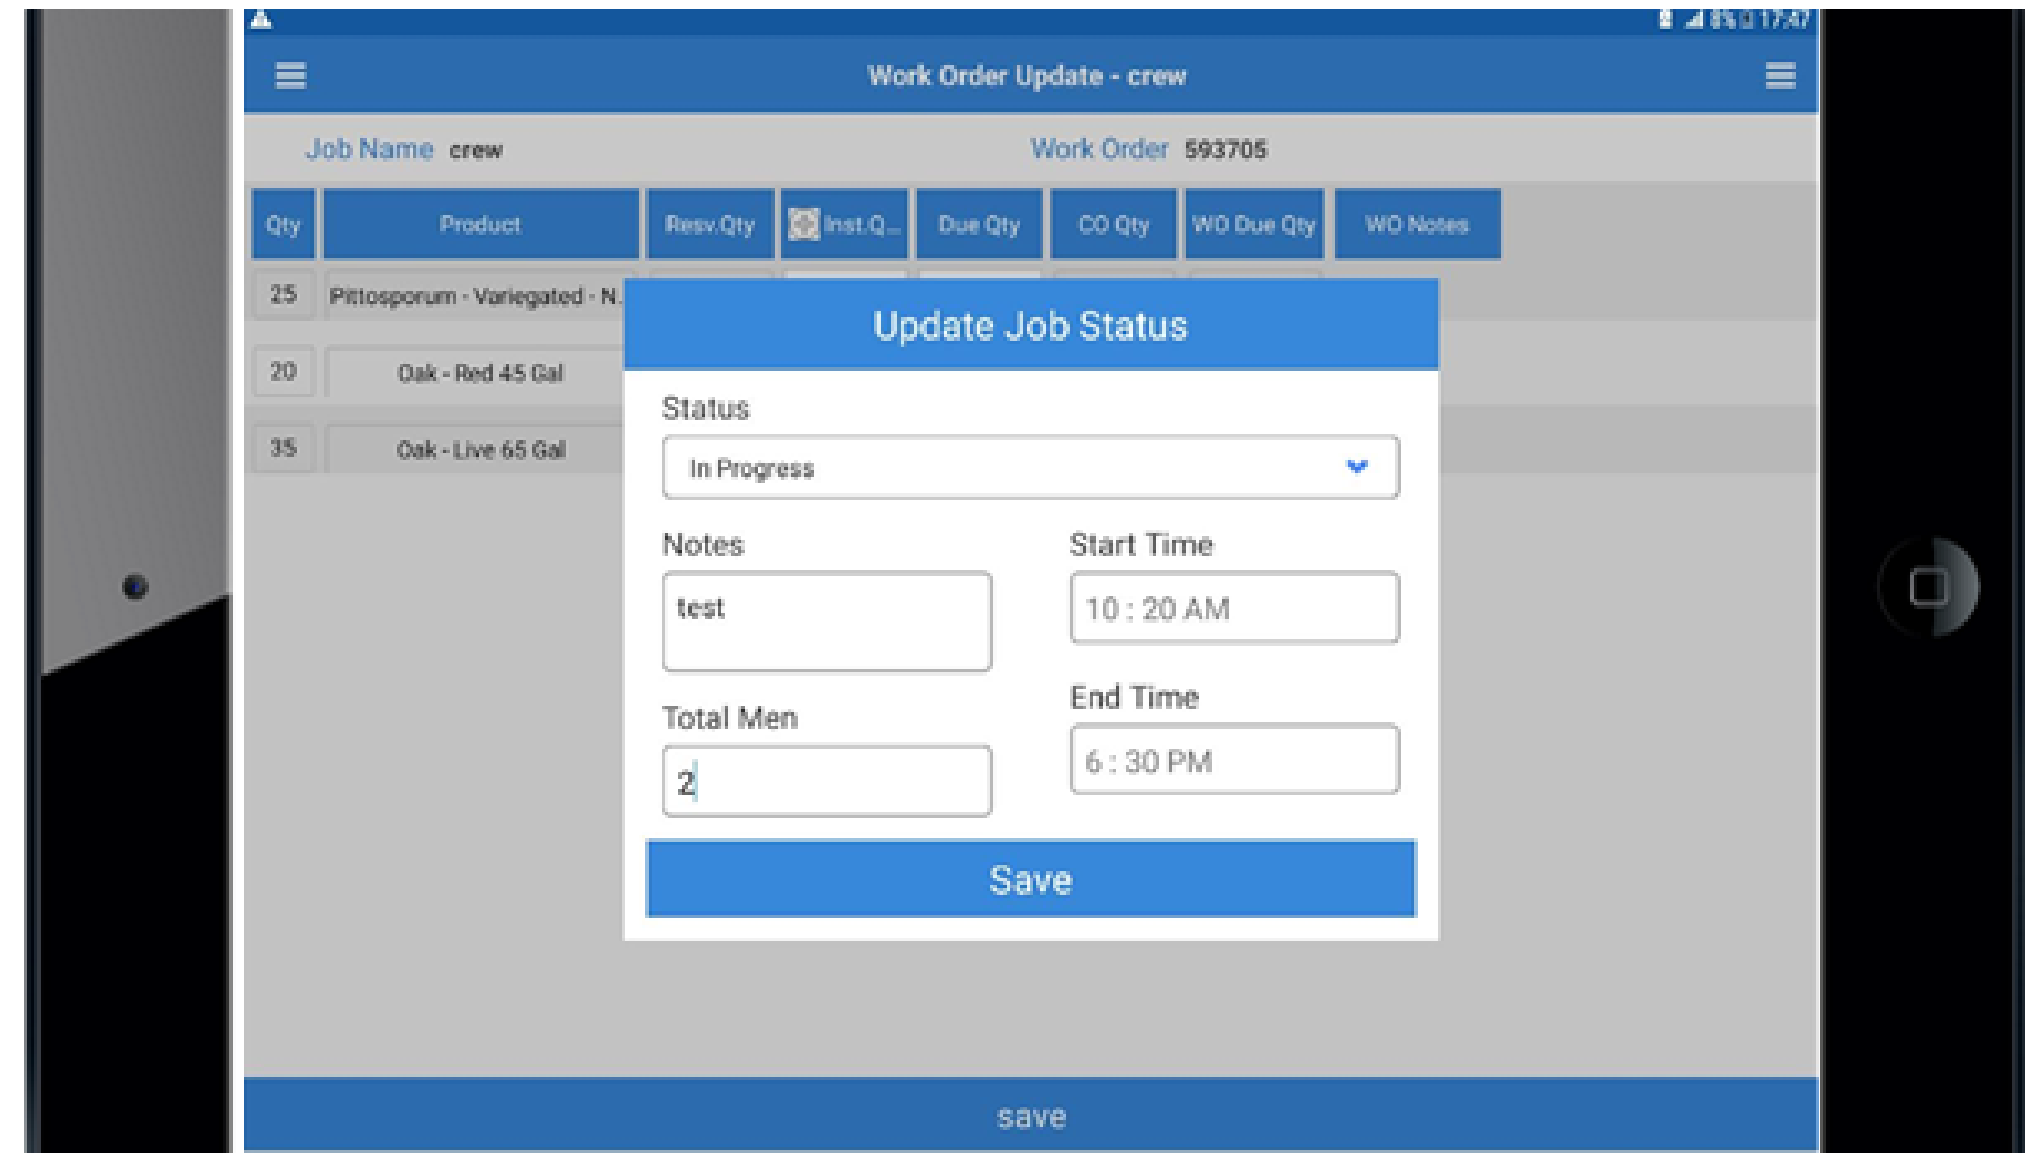 8% 17:47
Work Order Update - crew
Job Name crew Work Order 593705
Qty Product Resv.Qty Inst.Q... Due Qty CO Qty WO Due Qty WO Notes
25 Pittosporum - Variegated - N...
20 Oak - Red 45 Gal
35 Oak - Live 65 Gal
Update Job Status
Status
In Progress
Notes
test
Start Time
10 : 20 AM
Total Men
2
End Time
6 : 30 PM
Save
save